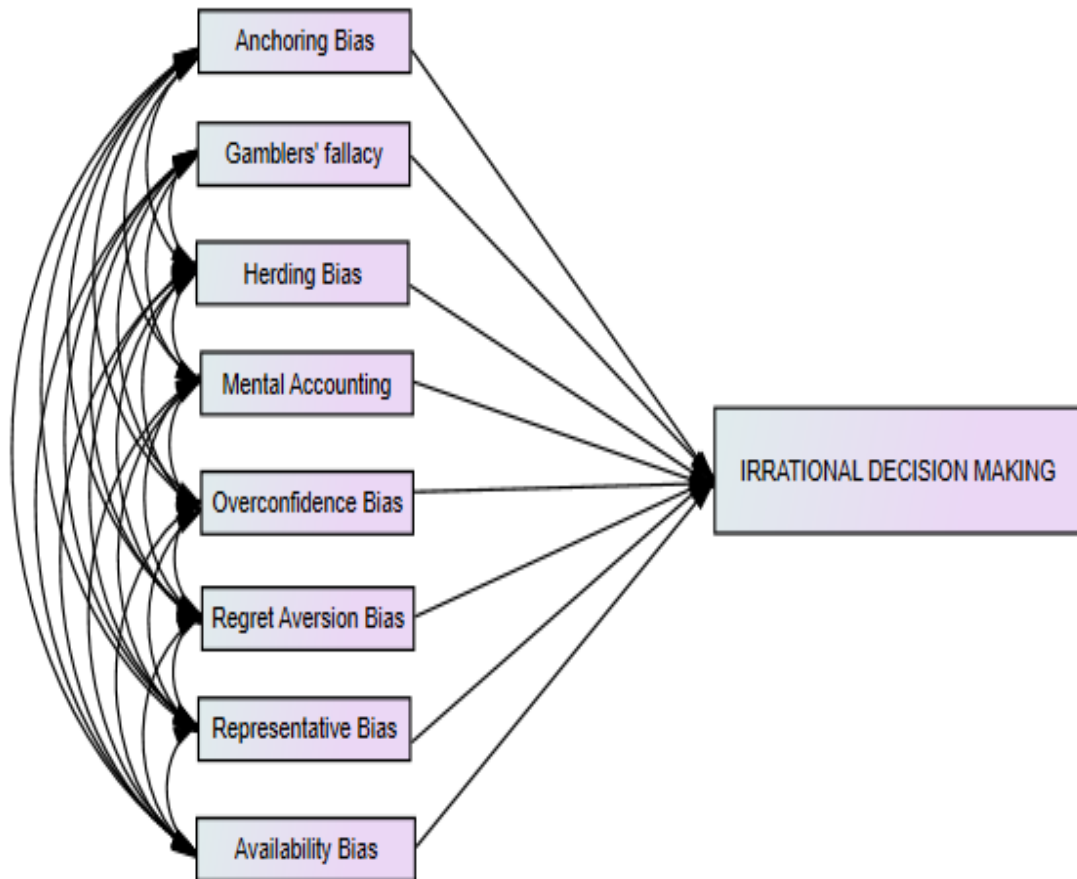 Anchoring Bias
Gamblers' fallacy
Herding Bias
Mental Accounting
Overconfidence Bias
Regret Aversion Bias
Representative Bias
Availability Bias
IRRATIONAL DECISION MAKING